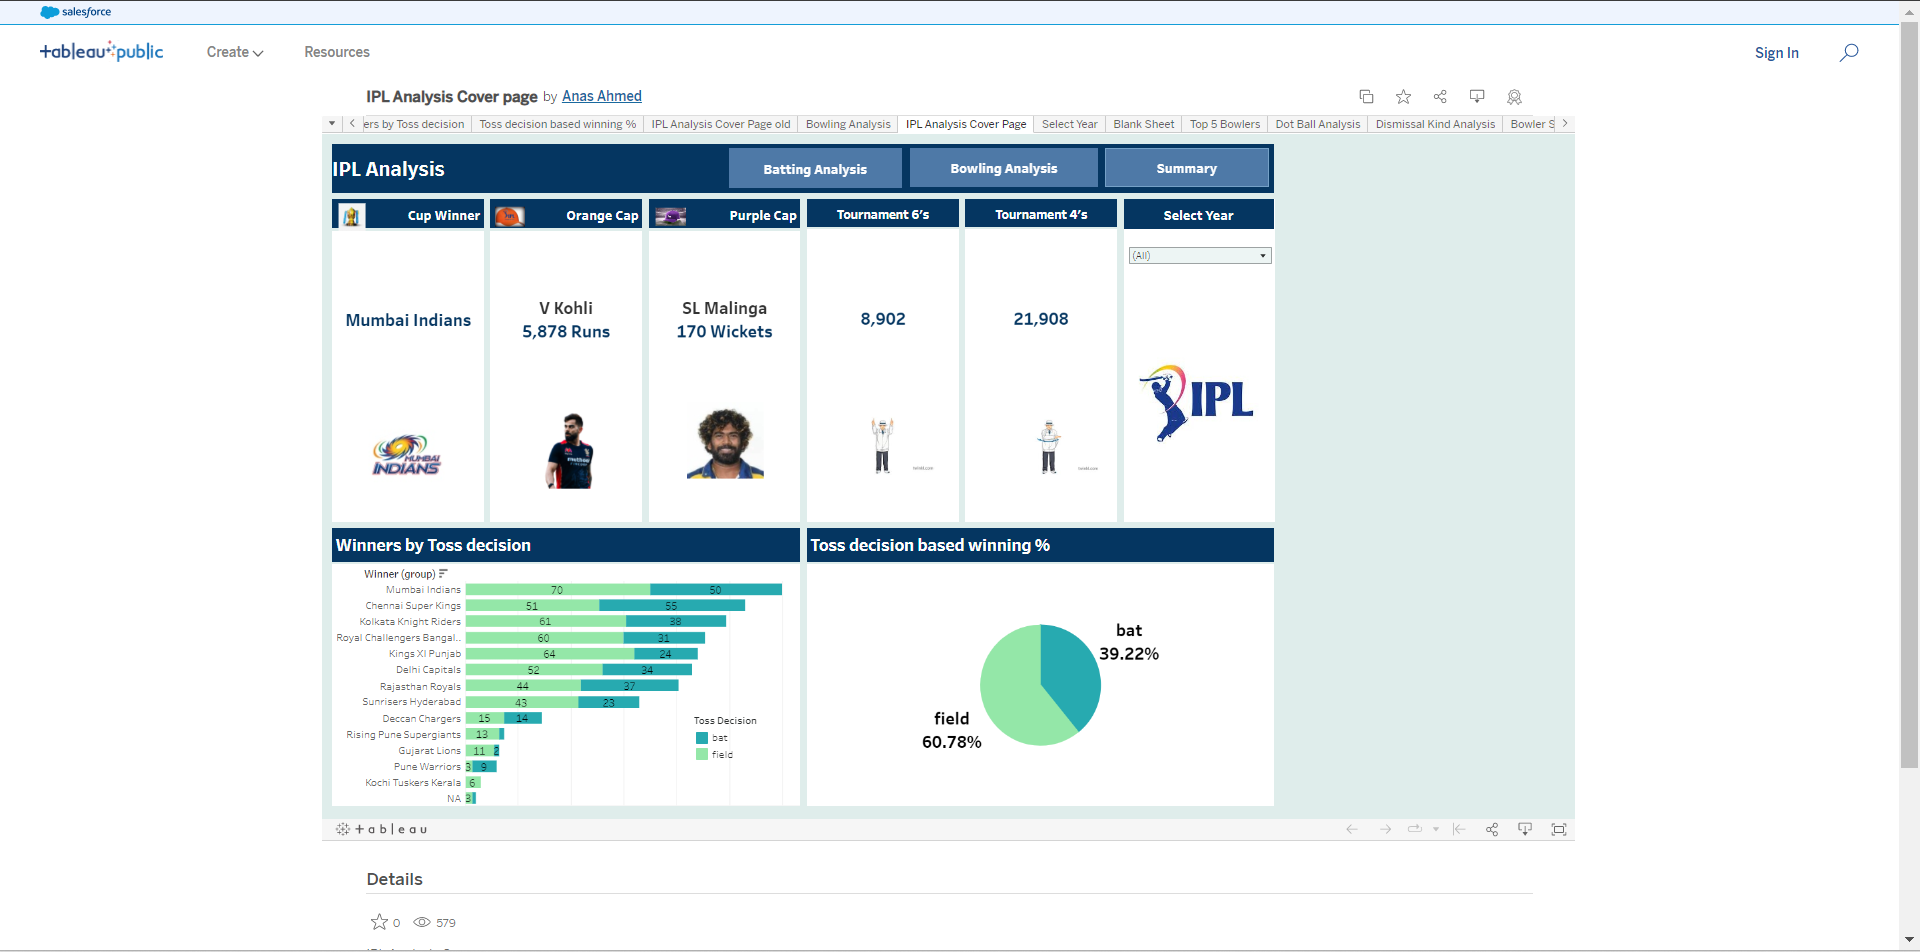 salesforce
+ableau+public
Create
Resources
Sign In
IPL Analysis Cover page by Anas Ahmed
ers by Toss decision
Toss decision based winning %
IPL Analysis Cover Page old
Bowling Analysis
IPL Analysis Cover Page
Select Year
Blank Sheet
Top 5 Bowlers
Dot Ball Analysis
Dismissal Kind Analysis
Bowler S
IPL Analysis
Batting Analysis
Bowling Analysis
Summary
Cup Winner
Orange Cap
Purple Cap
Tournament 6's
Tournament 4's
Select Year
(All)
Mumbai Indians
V Kohli
5,878 Runs
SL Malinga
170 Wickets
8,902
21,908
MUMBAI
INDIANS
IPL
Winners by Toss decision
Toss decision based winning %
Winner (group)
Mumbai Indians 70 50
Chennai Super Kings 51 55
Kolkata Knight Riders 61 38
Royal Challengers Bangal.. 60 31
Kings XI Punjab 64 24
Delhi Capitals 52 34
Rajasthan Royals 44 37
Sunrisers Hyderabad 43 23
Deccan Chargers 15 14
Rising Pune Supergiants 13
Gujarat Lions 11 2
Pune Warriors 3 9
Kochi Tuskers Kerala 6
NA 3
Toss Decision
bat
field
bat
39.22%
field
60.78%
+ableau
Details
0
579